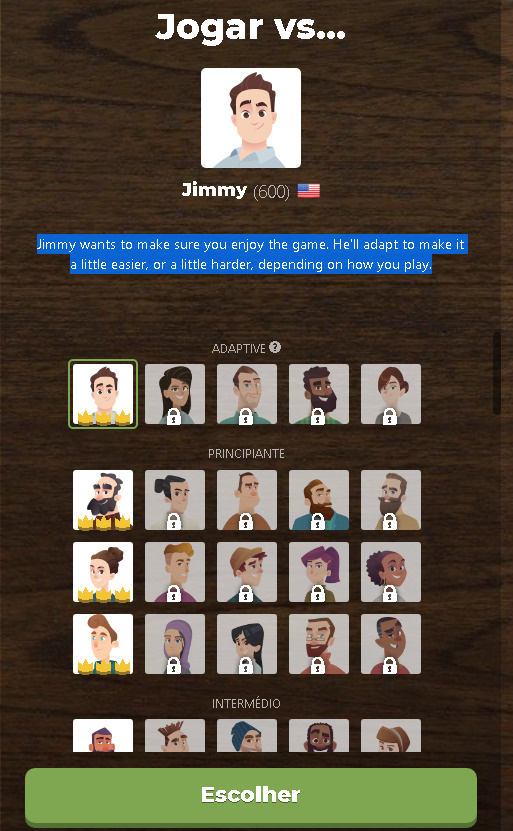 Jogar vs...
Jimmy (600)
Jimmy wants to make sure you enjoy the game. He'll adapt to make it
a little easier, or a little harder, depending on how you play.
ADAPTIVE ?
PRINCIPIANTE
INTERMÉDIO
Escolher